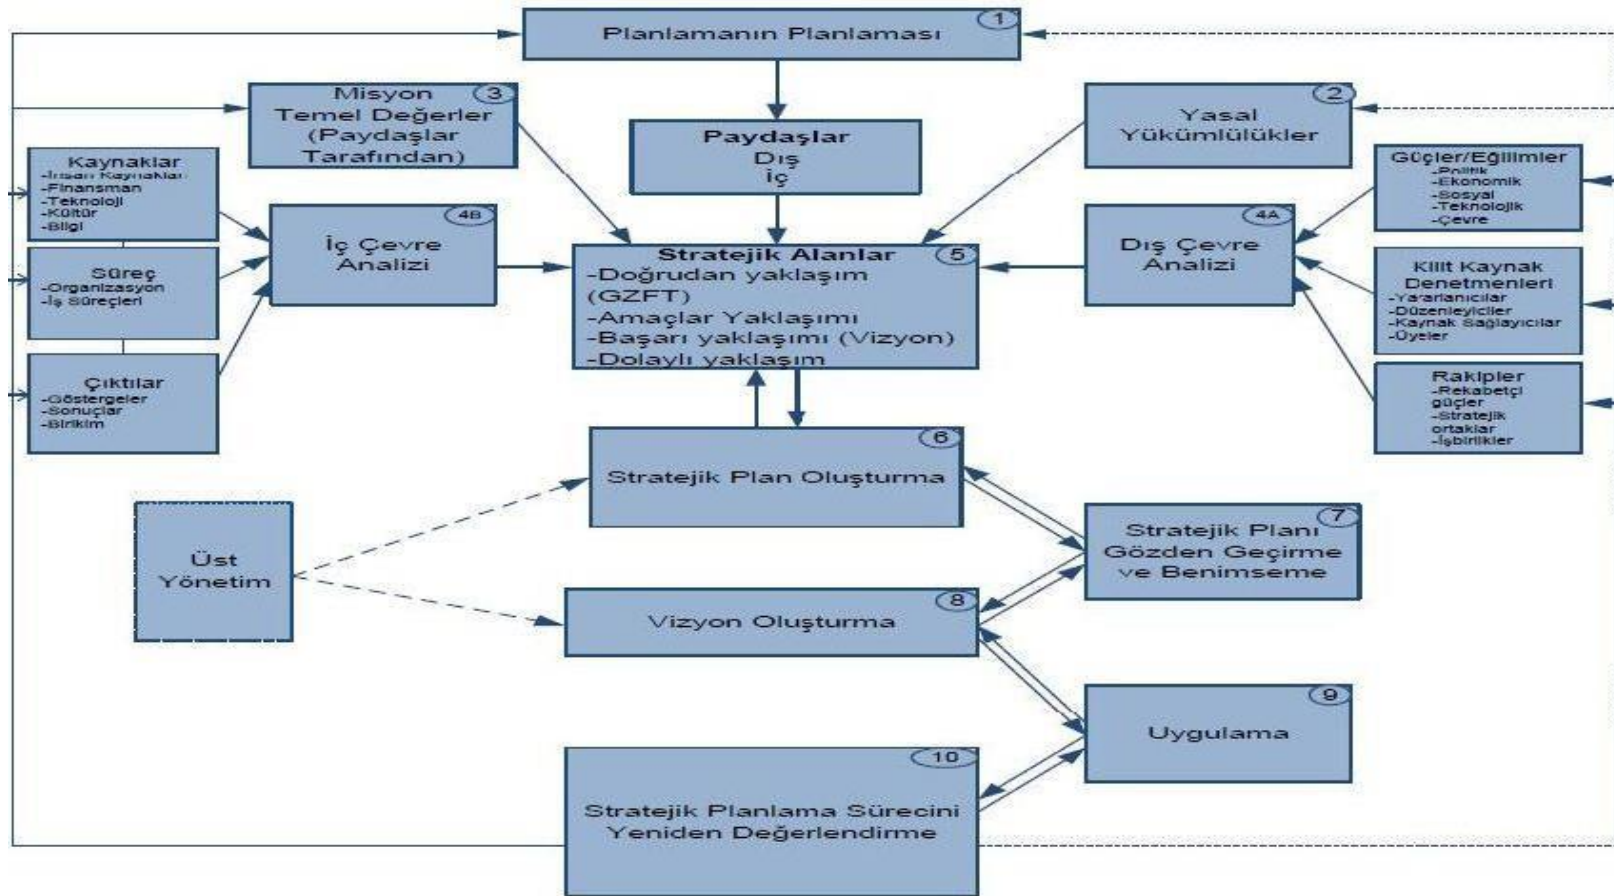 1
Planlamanın Planlaması
3
Misyon
Temel Değerler
(Paydaşlar
Tarafından)
Paydaşlar
Dış
İç
2
Yasal
Yükümlülükler
Kaynaklar
-İnsan Kaynakları
-Finansman
-Teknoloji
-Kültür
-Bilgi
Süreç
-Organizasyon
-İş Süreçleri
Çıktılar
-Göstergeler
-Sonuçlar
-Birikim
4B
İç Çevre
Analizi
5
Stratejik Alanlar
-Doğrudan yaklaşım
(GZFT)
-Amaçlar Yaklaşımı
-Başarı yaklaşımı (Vizyon)
-Dolaylı yaklaşım
4A
Dış Çevre
Analizi
Güçler/Eğilimler
-Politik
-Ekonomik
-Sosyal
-Teknolojik
-Çevre
Kilit Kaynak
Denetmenleri
-Yararlanıcılar
-Düzenleyiciler
-Kaynak Sağlayıcılar
-Üyeler
Rakipler
-Rekabetçi
güçler
-Stratejik
ortaklar
-İşbirlikler
6
Stratejik Plan Oluşturma
Üst
Yönetim
7
Stratejik Planı
Gözden Geçirme
ve Benimseme
8
Vizyon Oluşturma
9
Uygulama
10
Stratejik Planlama Sürecini
Yeniden Değerlendirme